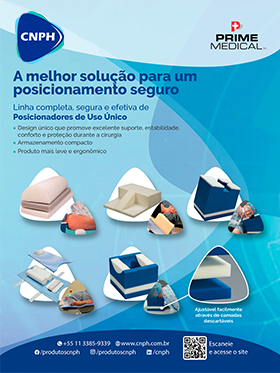 CNPH
PRIME
MEDICAL
A melhor solução para um
posicionamento seguro
Linha completa, segura e efetiva de
Posicionadores de Uso Único
• Design único que promove excelente suporte, estabilidade,
conforto e proteção durante a cirurgia
• Armazenamento compacto
• Produto mais leve e ergonômico
Ajustável facilmente
através de camadas
descartáveis
+55 11 3385-9339 www.cnph.com.br
/produtoscnph /produtoscnph /cnph
Escaneie
e acesse o site